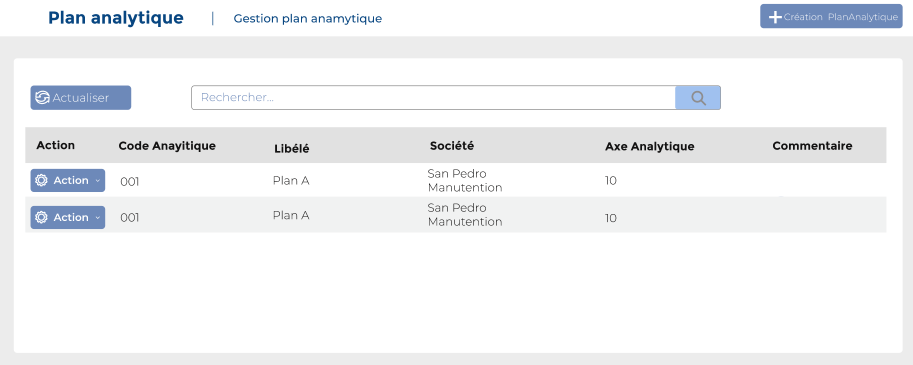 Plan analytique | Gestion plan anamytique
Création PlanAnalytique
Actualiser
Rechercher...
Action Code Anayitique Libélé Société Axe Analytique Commentaire
Action 001 Plan A San Pedro Manutention 10
Action 001 Plan A San Pedro Manutention 10